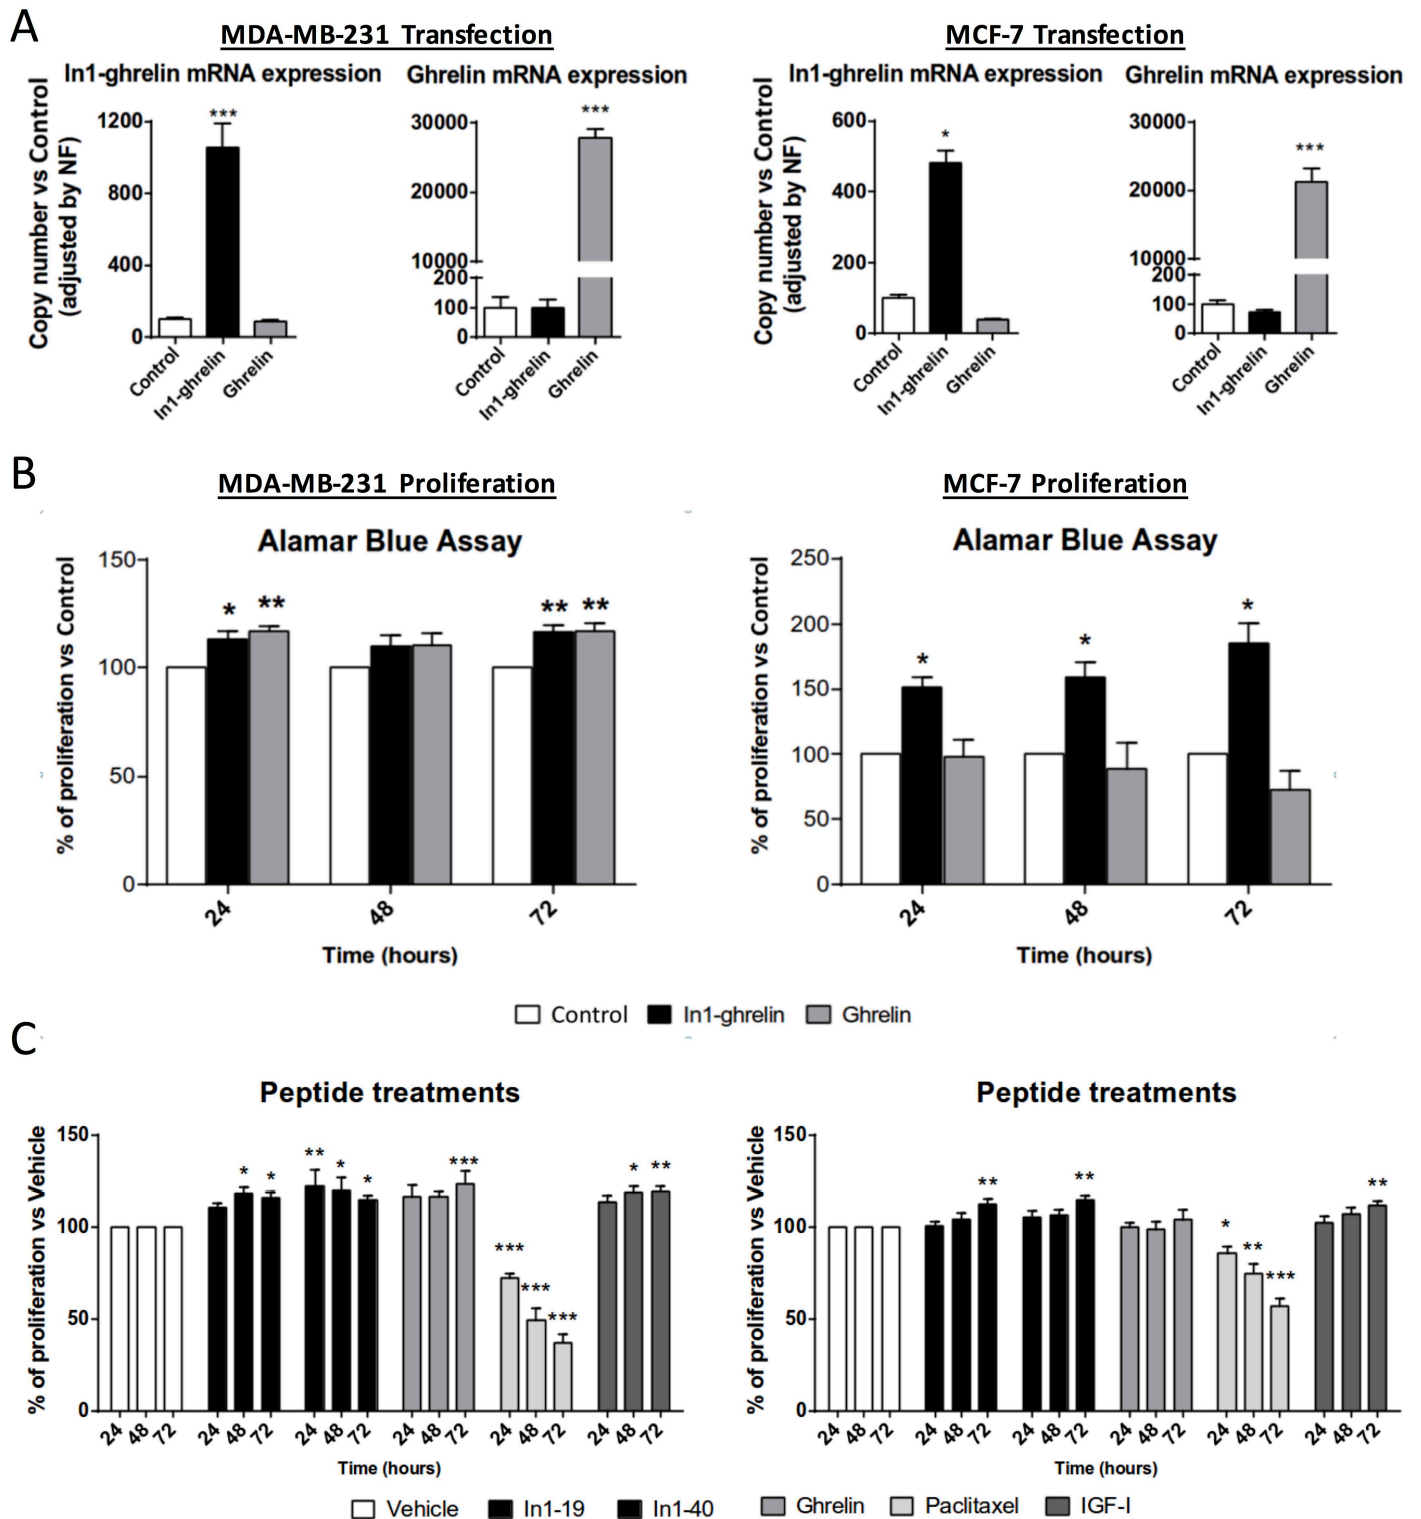 A
MDA-MB-231 Transfection
MCF-7 Transfection
In1-ghrelin mRNA expression
Ghrelin mRNA expression
In1-ghrelin mRNA expression
Ghrelin mRNA expression
Copy number vs Control
(adjusted by NF)
1200
800
400
0
***
Control
In1-ghrelin
Ghrelin
30000
20000
10000
200
100
0
***
Control
In1-ghrelin
Ghrelin
Copy number vs Control
(adjusted by NF)
600
400
200
0
*
Control
In1-ghrelin
Ghrelin
30000
20000
10000
200
100
0
***
Control
In1-ghrelin
Ghrelin
B
MDA-MB-231 Proliferation
MCF-7 Proliferation
Alamar Blue Assay
% of proliferation vs Control
150
100
50
0
* **
** **
24 48 72
Time (hours)
Alamar Blue Assay
% of proliferation vs Control
250
200
150
100
50
0
* * *
24 48 72
Time (hours)
Control In1-ghrelin Ghrelin
C
Peptide treatments
% of proliferation vs Vehicle
150
100
50
0
* * ** * * *** *** *** *** * **
24 48 72 24 48 72 24 48 72 24 48 72 24 48 72 24 48 72
Time (hours)
Peptide treatments
% of proliferation vs Vehicle
150
100
50
0
** ** * ** *** **
24 48 72 24 48 72 24 48 72 24 48 72 24 48 72 24 48 72
Time (hours)
Vehicle In1-19 In1-40 Ghrelin Paclitaxel IGF-I